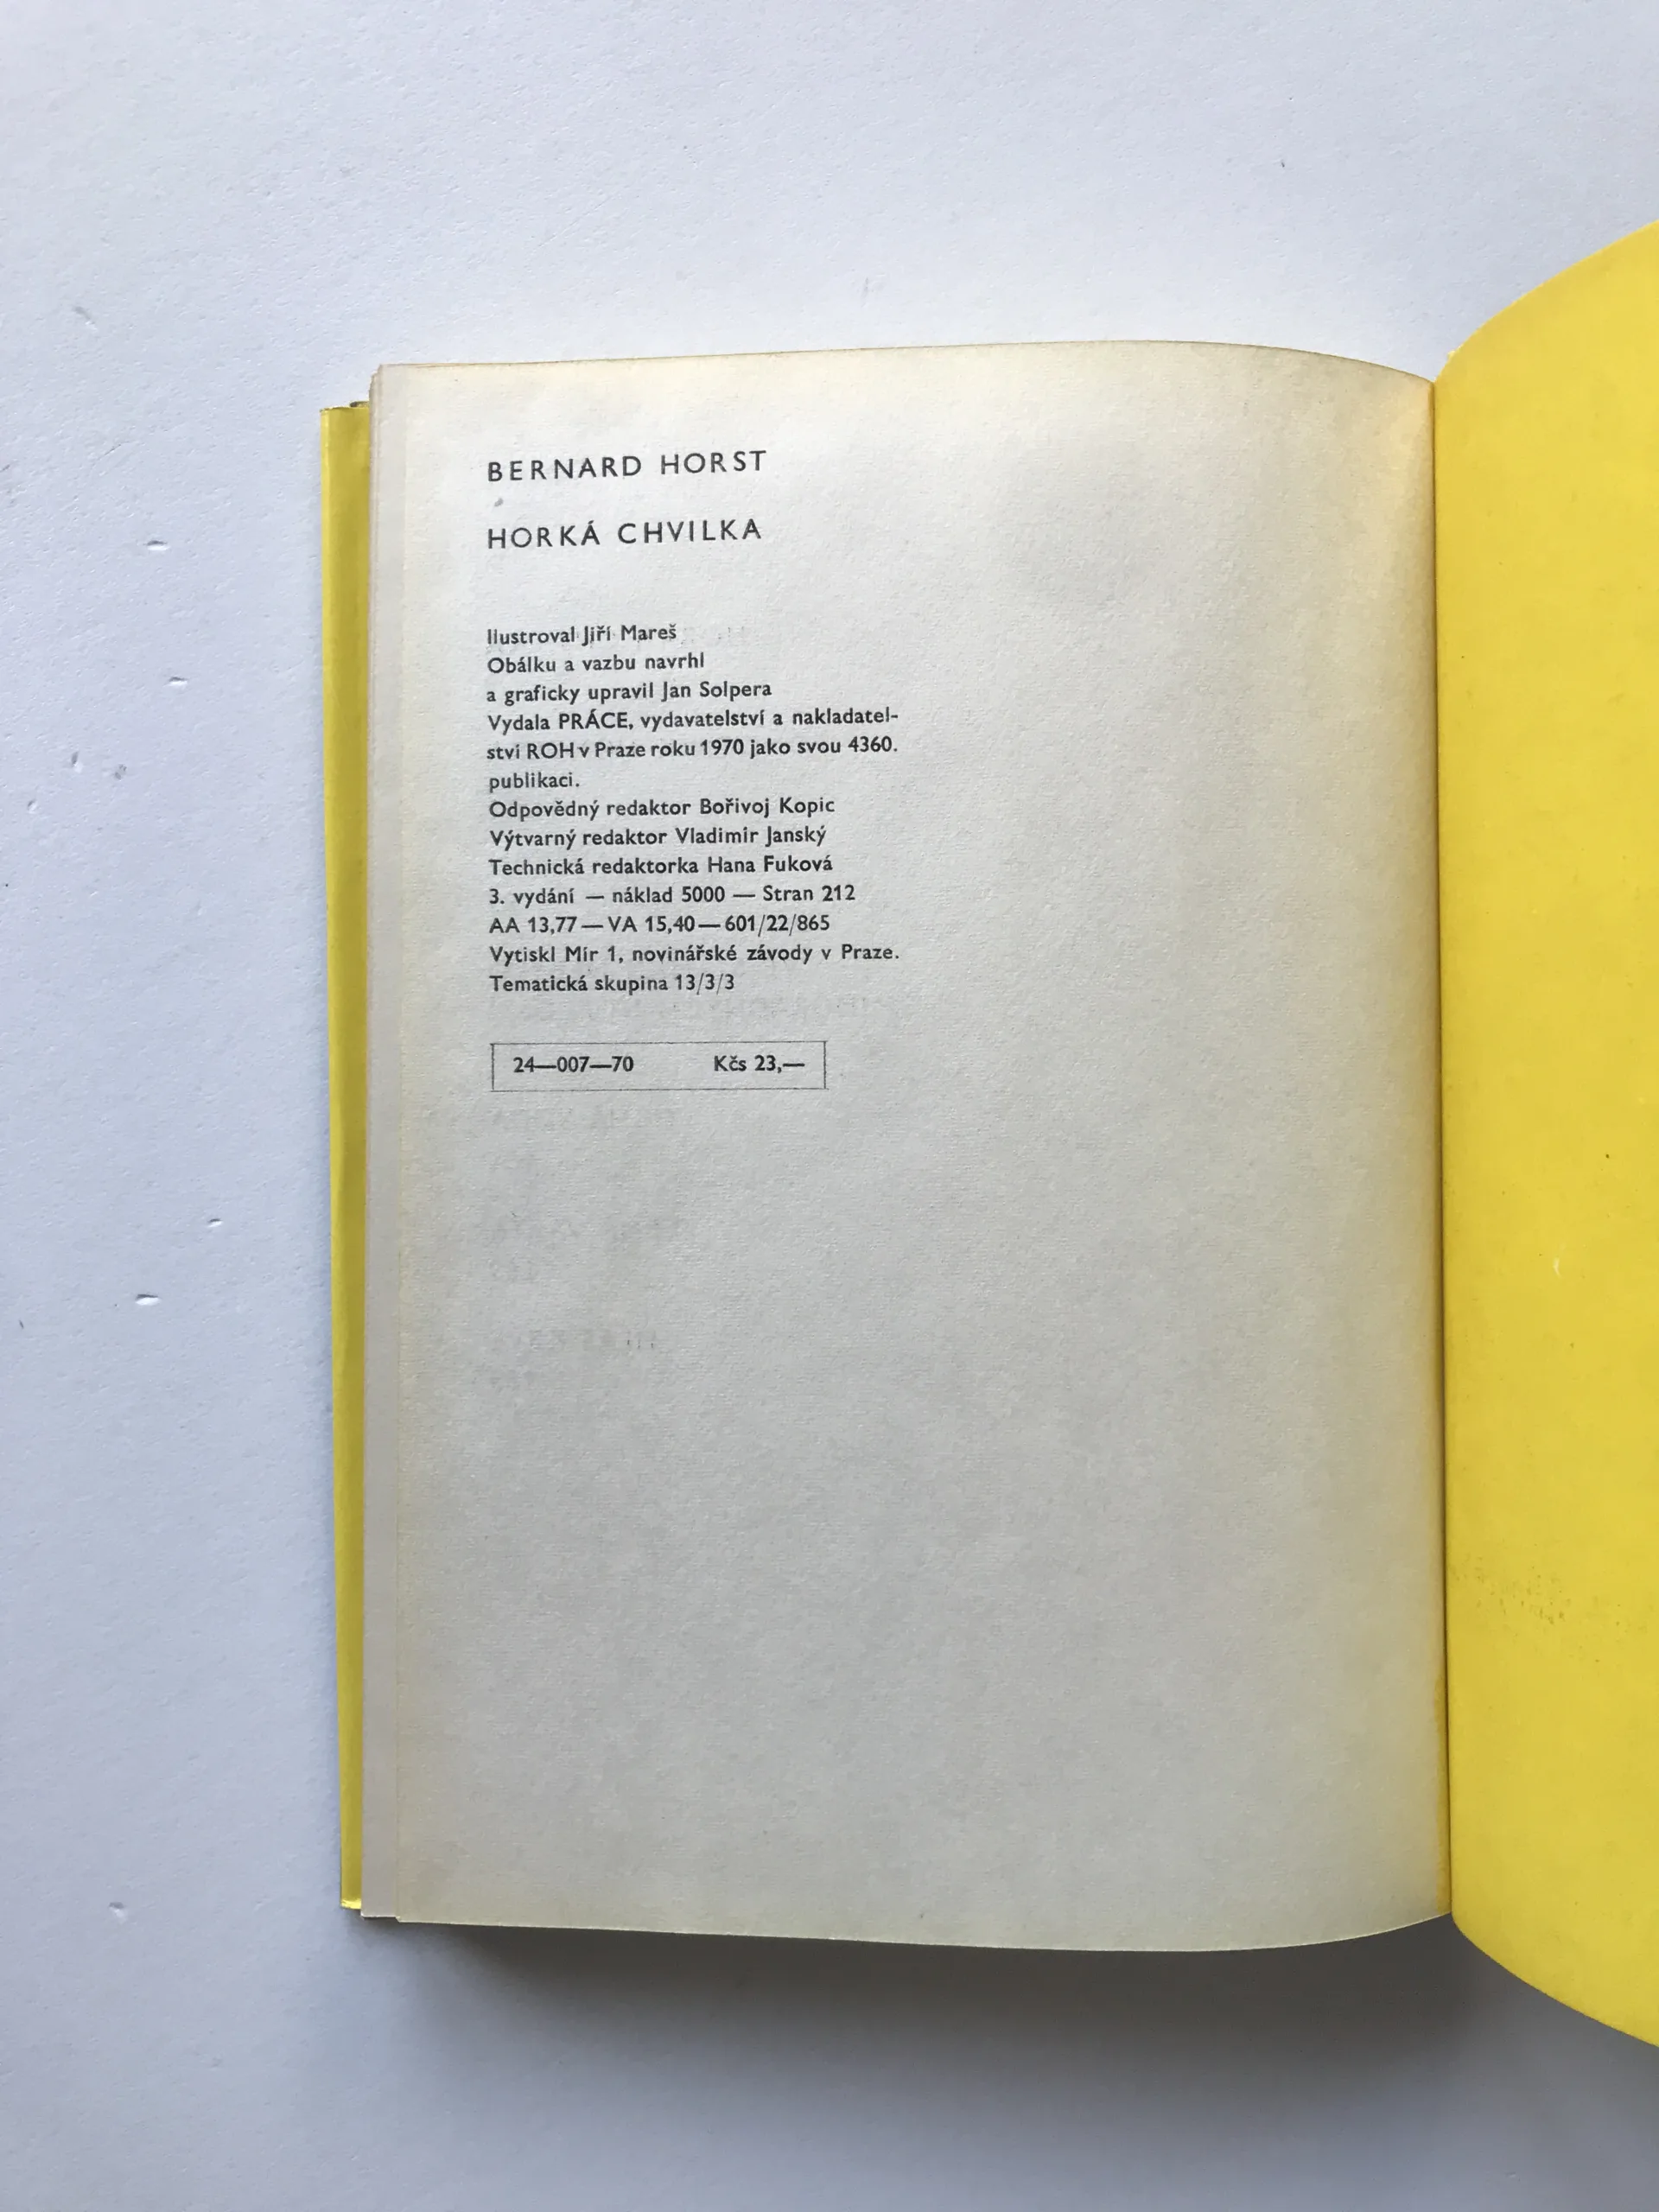 BERNARD HORST
HORKÁ CHVILKA
Ilustroval Jiří Mareš
Obálku a vazbu navrhl
a graficky upravil Jan Solpera
Vydala PRÁCE, vydavatelství a nakladatel-
ství ROH v Praze roku 1970 jako svou 4360.
publikaci.
Odpovědný redaktor Bořivoj Kopic
Výtvarný redaktor Vladimír Janský
Technická redaktorka Hana Fuková
3. vydání — náklad 5000 — Stran 212
AA 13,77 — VA 15,40 — 601/22/865
Vytiskl Mír 1, novinářské závody v Praze.
Tematická skupina 13/3/3
24—007—70 Kčs 23,—